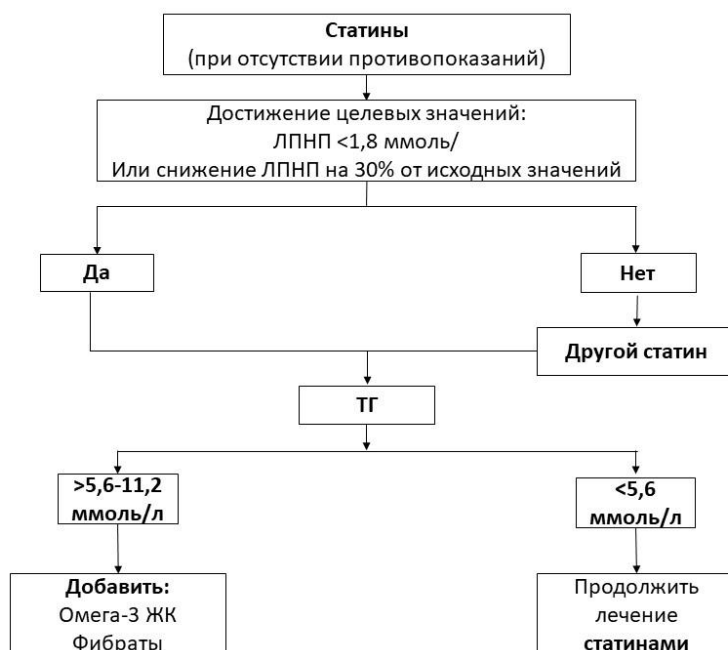 Статины
(при отсутствии противопоказаний)
Достижение целевых значений:
ЛПНП <1,8 ммоль/
Или снижение ЛПНП на 30% от исходных значений
Да
Нет
Другой статин
ТГ
>5,6-11,2
ммоль/л
<5,6
ммоль/л
Добавить:
Омега-3 ЖК
Фибраты
Продолжить
лечение
статинами